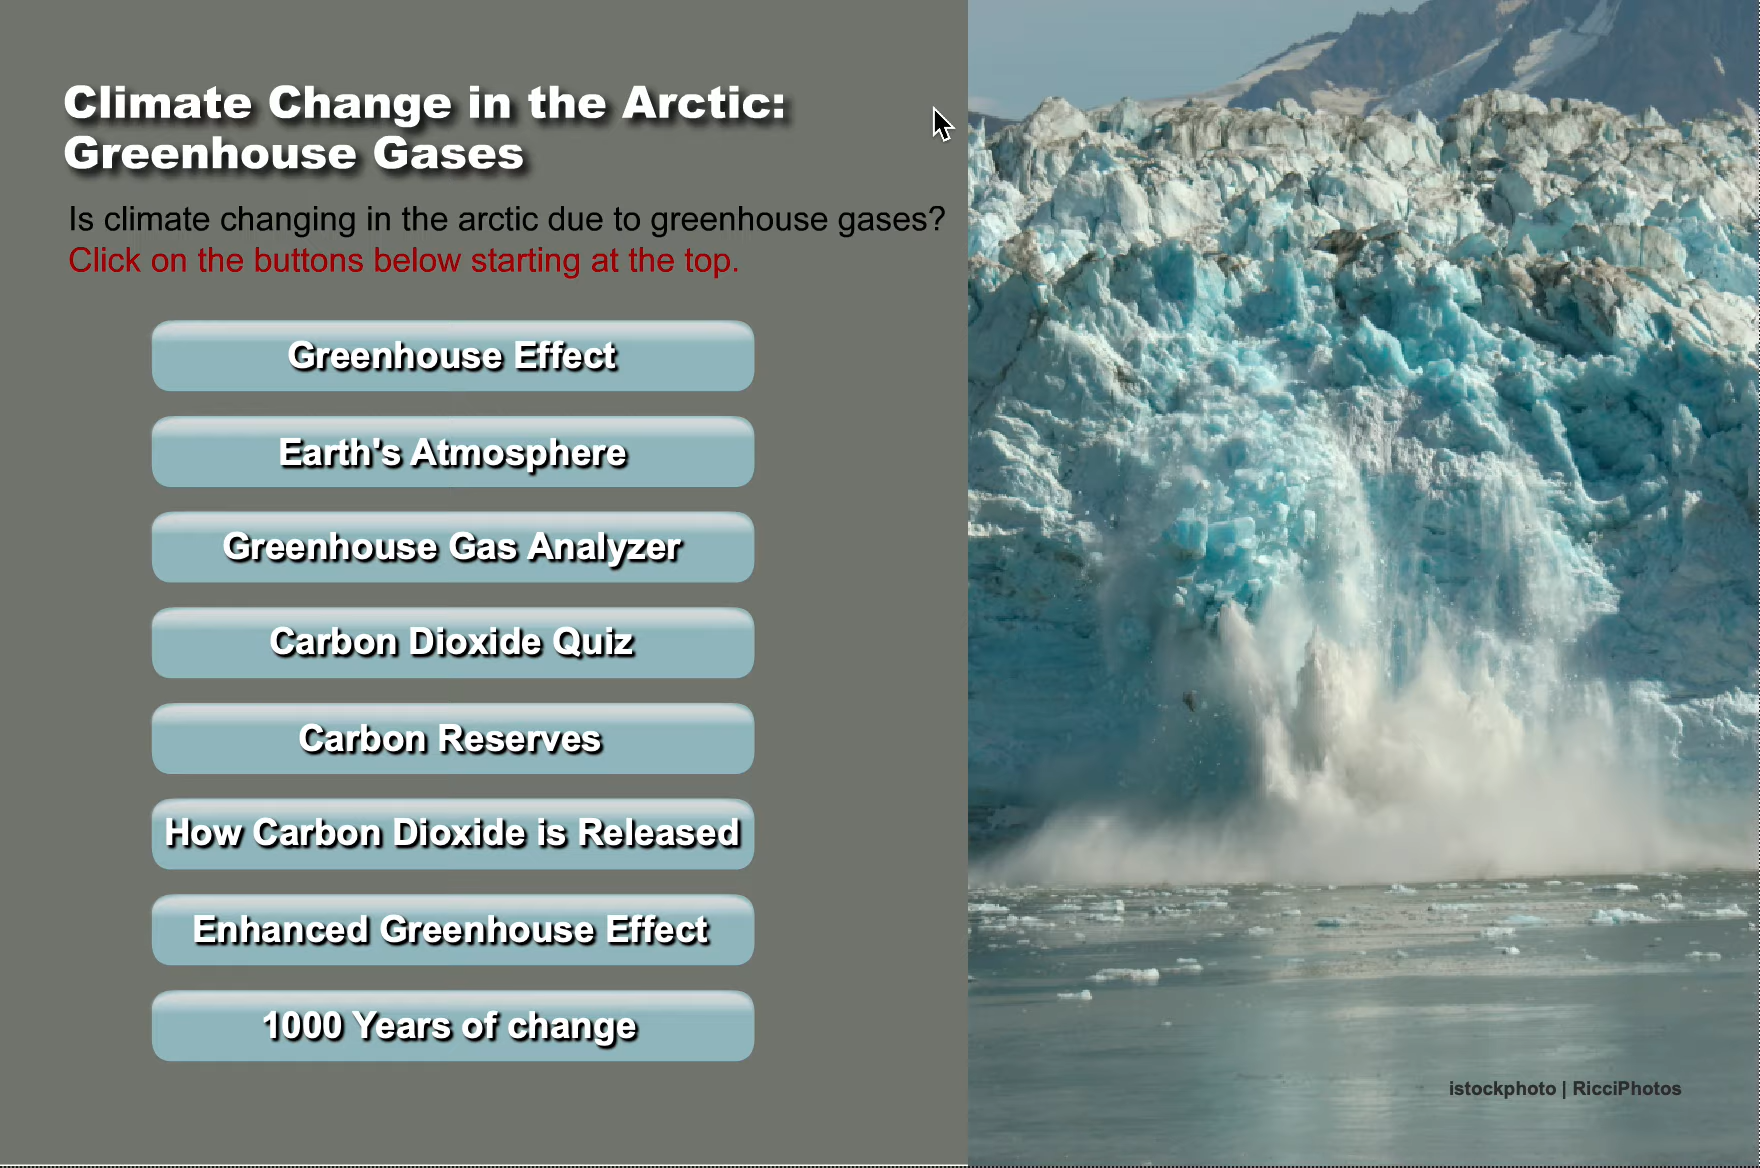 Climate Change in the Arctic:
Greenhouse Gases
Is climate changing in the arctic due to greenhouse gases?
Click on the buttons below starting at the top.
Greenhouse Effect
Earth's Atmosphere
Greenhouse Gas Analyzer
Carbon Dioxide Quiz
Carbon Reserves
How Carbon Dioxide is Released
Enhanced Greenhouse Effect
1000 Years of change
istockphoto | RicciPhotos